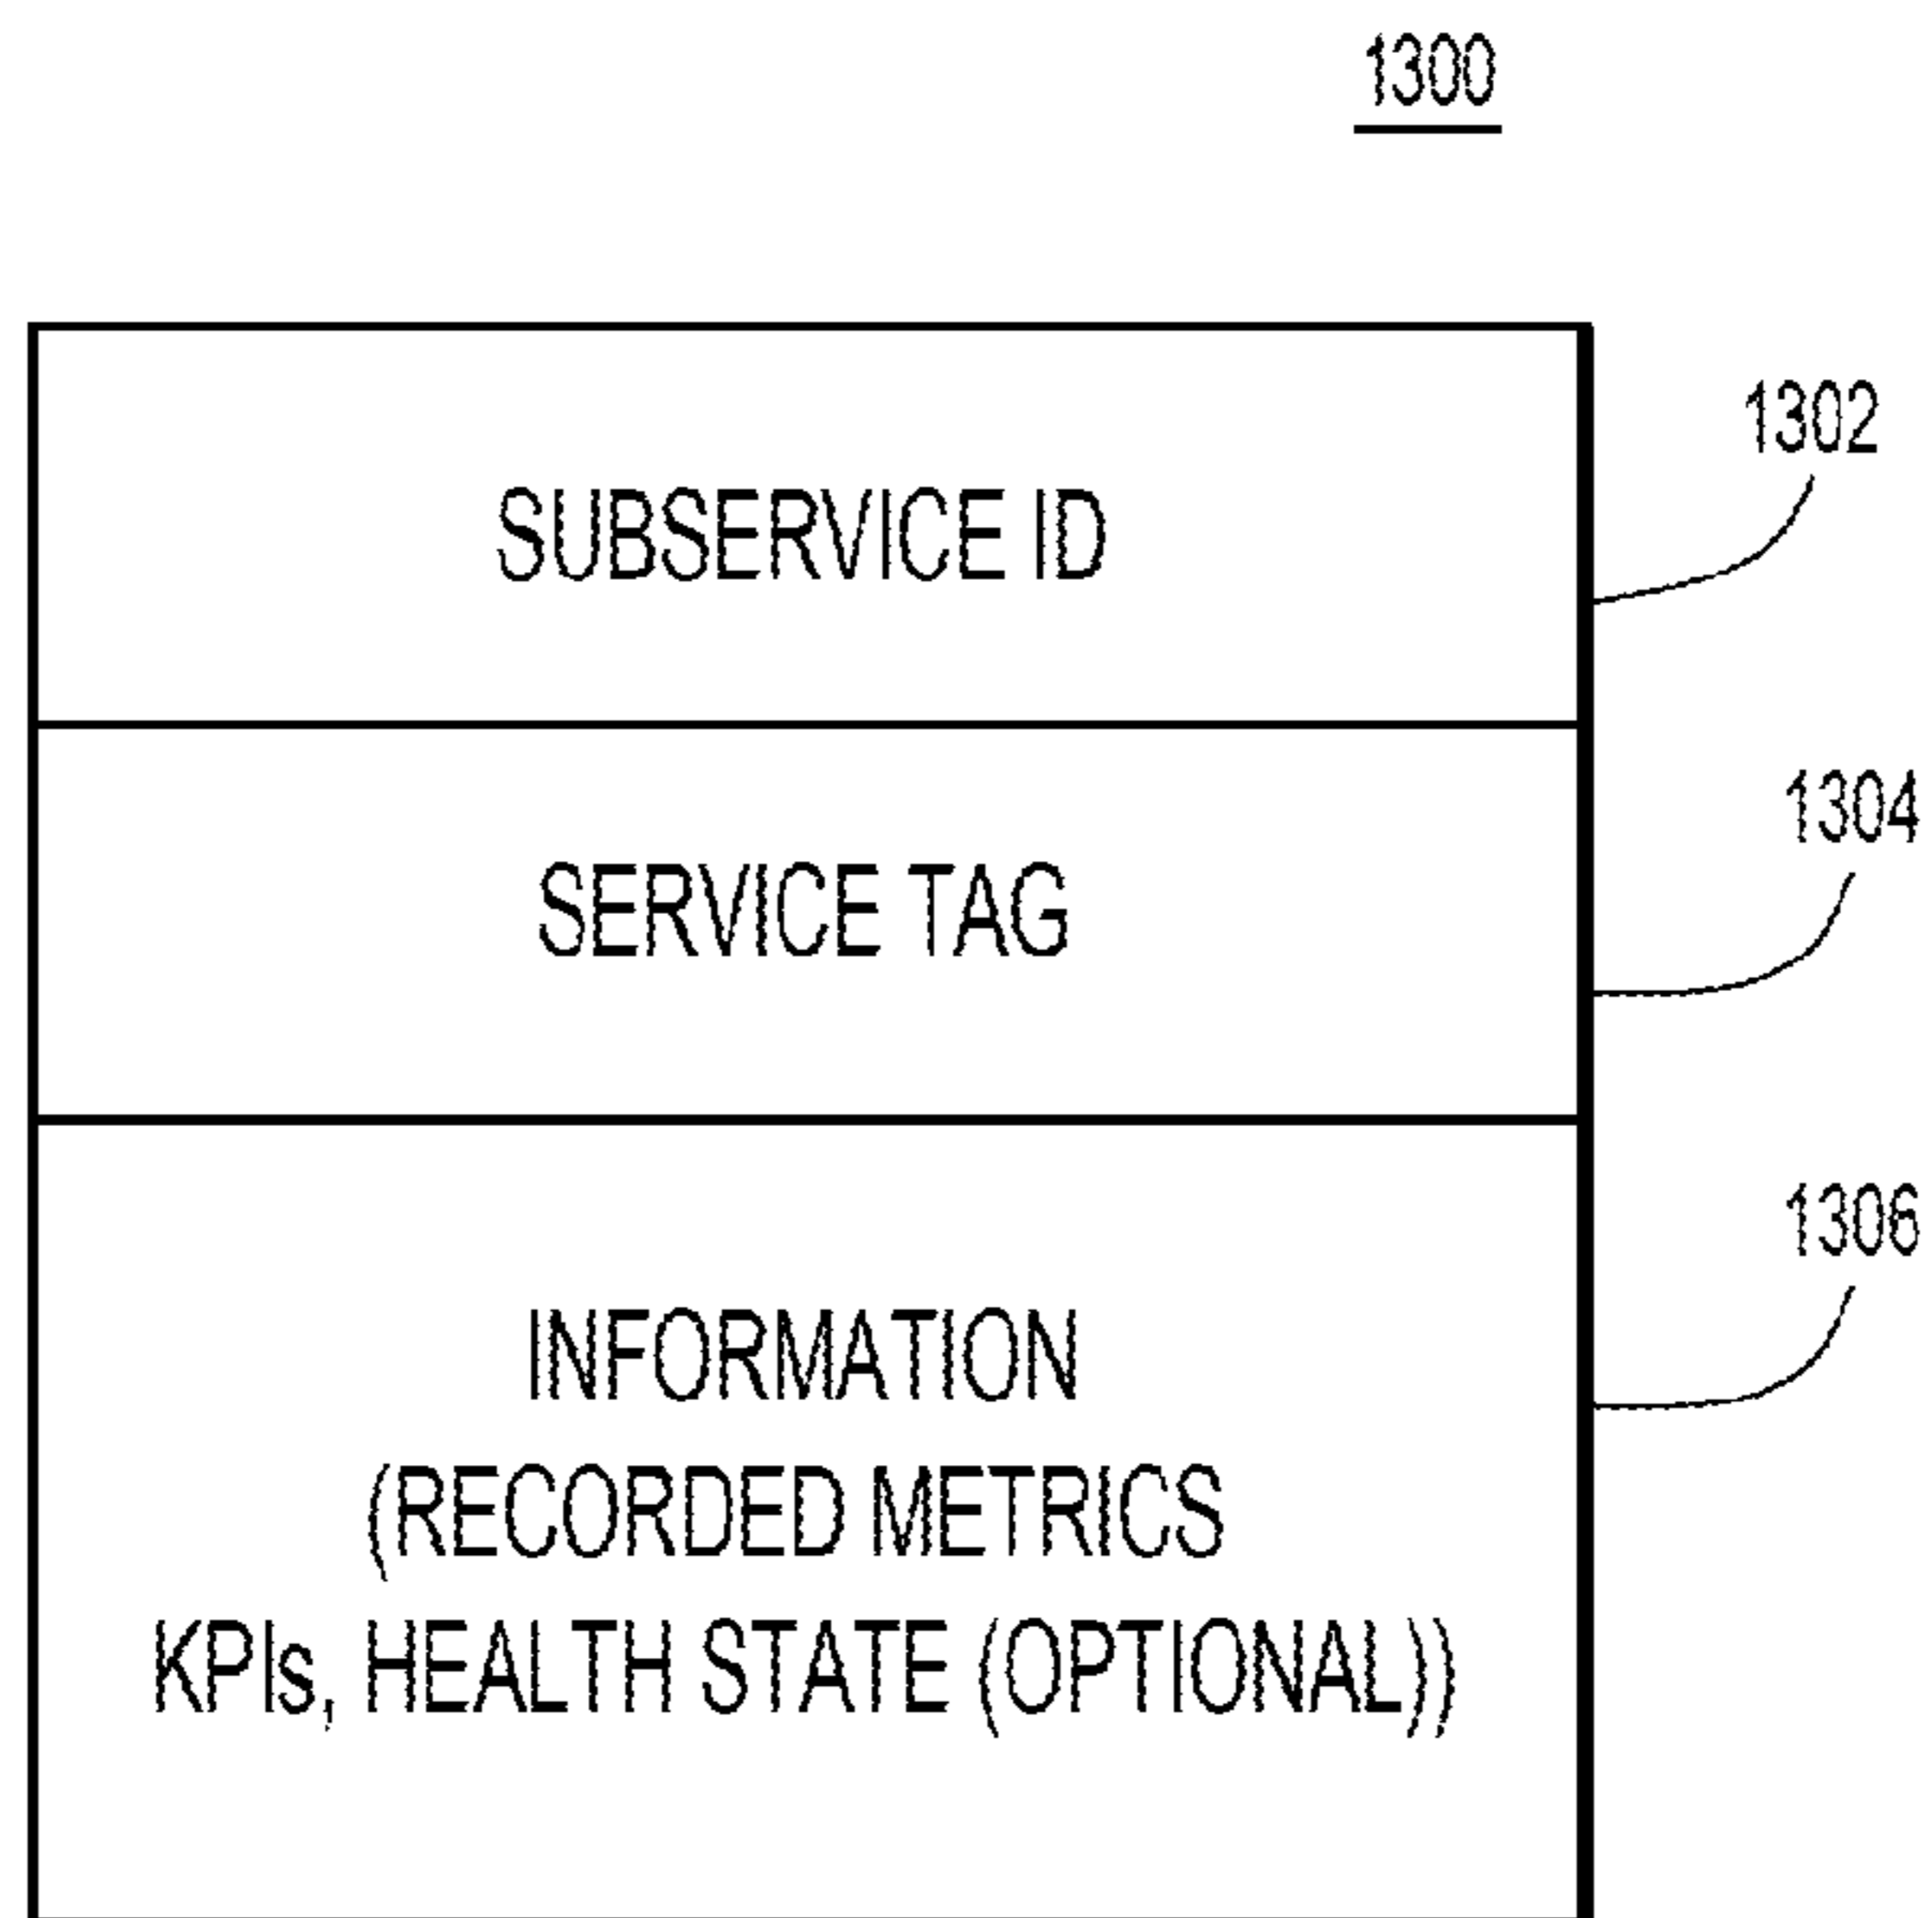 1300
SUBSERVICE ID
1302
SERVICE TAG
1304
INFORMATION
(RECORDED METRICS
KPIs, HEALTH STATE (OPTIONAL))
1306